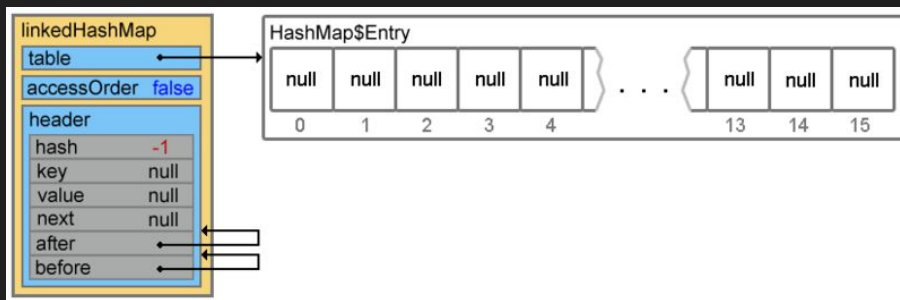 linkedHashMap
table
accessOrder false
header
hash -1
key null
value null
next null
after
before
HashMap$Entry
null null null null null . . . null null null
0 1 2 3 4 13 14 15